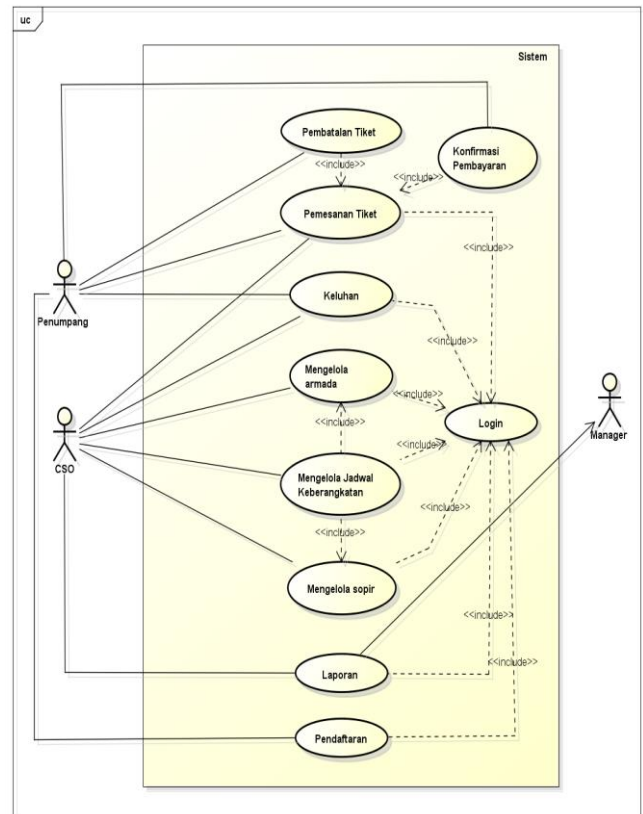 uc
Sistem
Pembatalan Tiket
<<include>>
Konfirmasi
Pembayaran
<<include>>
Pemesanan Tiket
<<include>>
Penumpang
Keluhan
<<include>>
Mengelola
armada
<<include>>
Login
Manager
<<include>>
<<include>>
CSO
Mengelola Jadwal
Keberangkatan
<<include>>
<<include>>
Mengelola sopir
<<include>>
<<include>>
Laporan
Pendaftaran